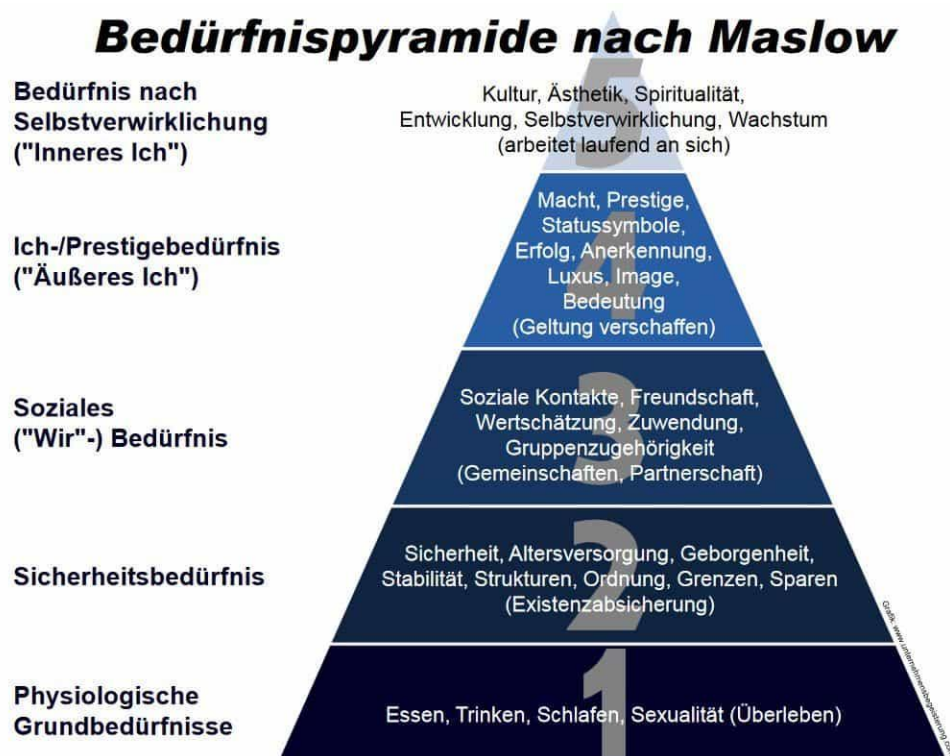 Bedürfnispyramide nach Maslow
5
Bedürfnis nach
Selbstverwirklichung
("Inneres Ich")
Kultur, Ästhetik, Spiritualität,
Entwicklung, Selbstverwirklichung, Wachstum
(arbeitet laufend an sich)
4
Ich-/Prestigebedürfnis
("Äußeres Ich")
Macht, Prestige,
Statussymbole,
Erfolg, Anerkennung,
Luxus, Image,
Bedeutung
(Geltung verschaffen)
3
Soziales
("Wir"-) Bedürfnis
Soziale Kontakte, Freundschaft,
Wertschätzung, Zuwendung,
Gruppenzugehörigkeit
(Gemeinschaften, Partnerschaft)
2
Sicherheitsbedürfnis
Sicherheit, Altersversorgung, Geborgenheit,
Stabilität, Strukturen, Ordnung, Grenzen, Sparen
(Existenzabsicherung)
1
Physiologische
Grundbedürfnisse
Essen, Trinken, Schlafen, Sexualität (Überleben)
Grafik: